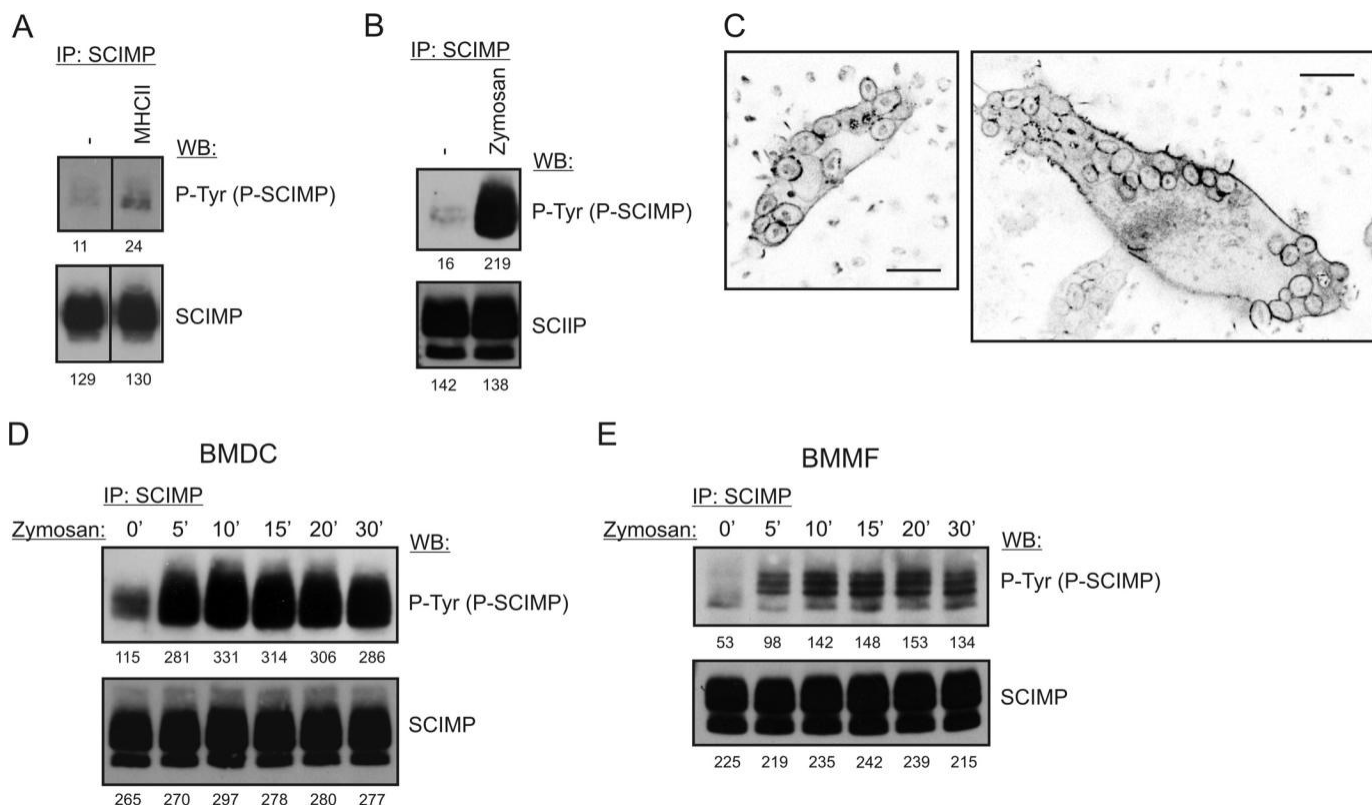 A
IP: SCIMP
-
MHCII
WB:
P-Tyr (P-SCIMP)
11 24
SCIMP
129 130
B
IP: SCIMP
-
Zymosan
WB:
P-Tyr (P-SCIMP)
16 219
SCIIP
142 138
C
D
BMDC
IP: SCIMP
Zymosan: 0’ 5’ 10’ 15’ 20’ 30’
WB:
P-Tyr (P-SCIMP)
115 281 331 314 306 286
SCIMP
265 270 297 278 280 277
E
BMMF
IP: SCIMP
Zymosan: 0’ 5’ 10’ 15’ 20’ 30’
WB:
P-Tyr (P-SCIMP)
53 98 142 148 153 134
SCIMP
225 219 235 242 239 215